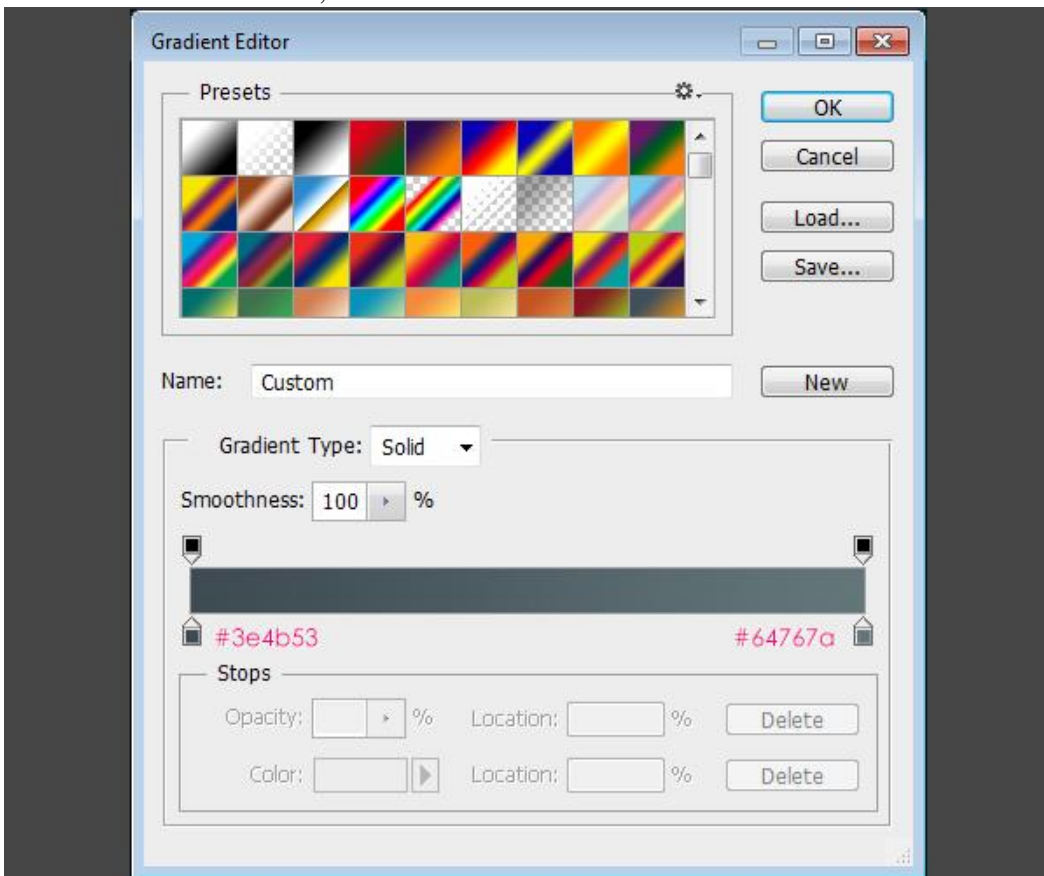 Gradient Editor
Presets
OK
Cancel
Load...
Save...
Name: Custom
New
Gradient Type: Solid
Smoothness: 100 %
#3e4b53 #64767a
Stops
Opacity: % Location: % Delete
Color: Location: % Delete